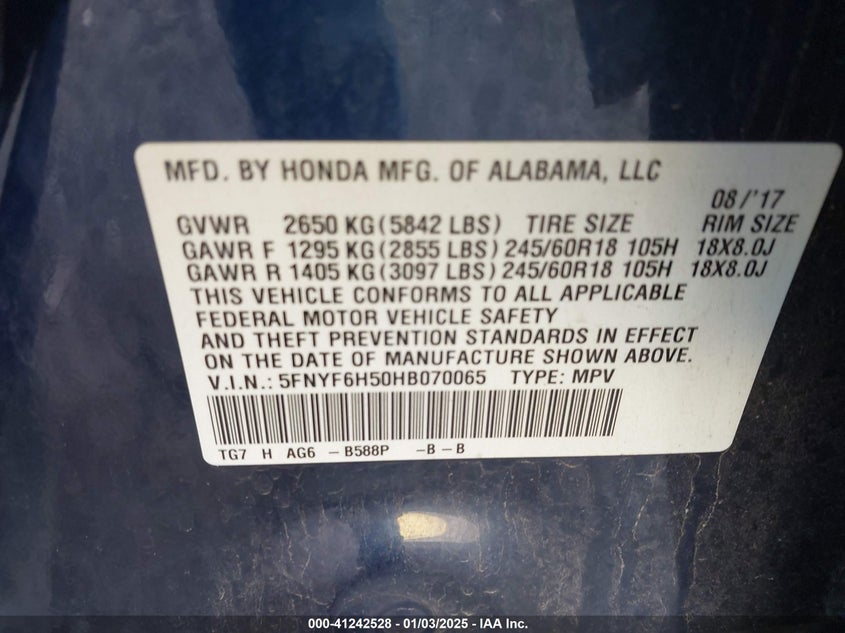 MFD. BY HONDA MFG. OF ALABAMA, LLC
08/'17
GVWR 2650 KG(5842 LBS) TIRE SIZE RIM SIZE
GAWR F 1295 KG(2855 LBS) 245/60R18 105H 18X8.0J
GAWR R 1405 KG(3097 LBS) 245/60R18 105H 18X8.0J
THIS VEHICLE CONFORMS TO ALL APPLICABLE
FEDERAL MOTOR VEHICLE SAFETY
AND THEFT PREVENTION STANDARDS IN EFFECT
ON THE DATE OF MANUFACTURE SHOWN ABOVE.
V.I.N.: 5FNYF6H50HB070065 TYPE: MPV
TG7 H AG6 -B588P -B-B
000-41242528 - 01/03/2025 - IAA Inc.